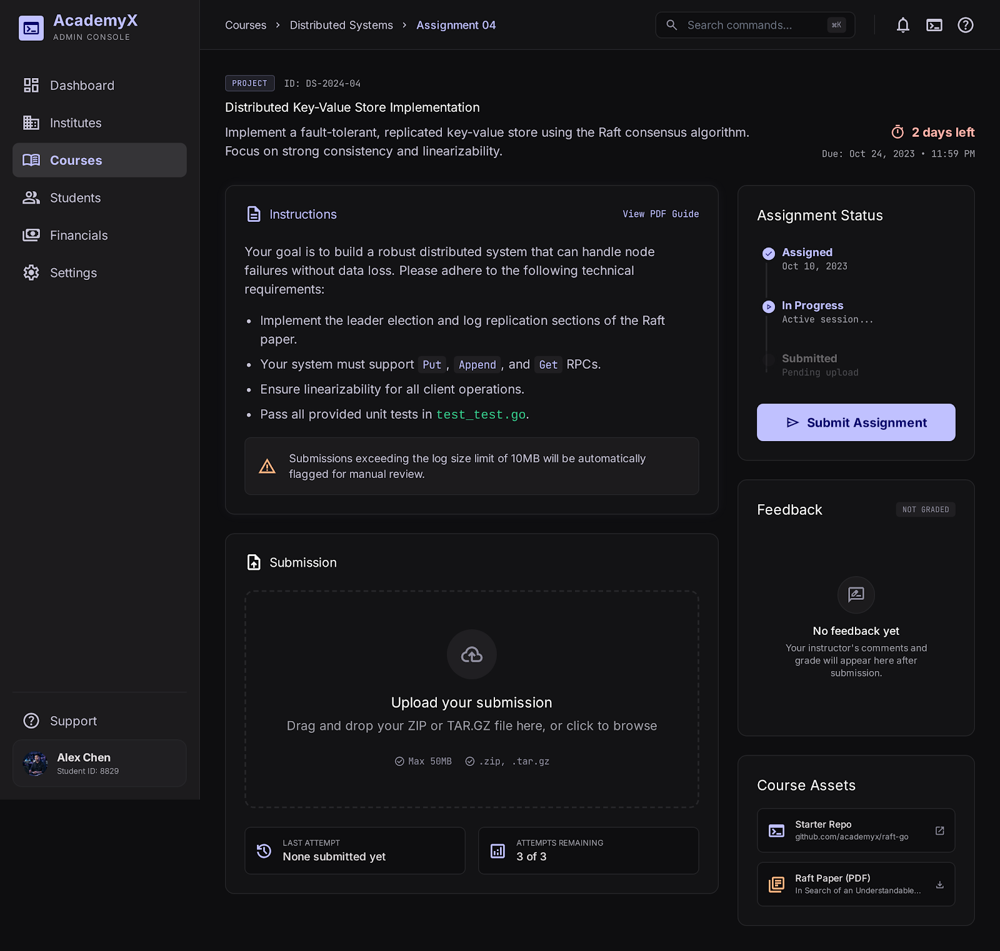 AcademyX
ADMIN CONSOLE
Dashboard
Institutes
Courses
Students
Financials
Settings
Support
Alex Chen
Student ID: 8829
Courses › Distributed Systems › Assignment 04
Search commands...
⌘K
PROJECT
ID: DS-2024-04
Distributed Key-Value Store Implementation
Implement a fault-tolerant, replicated key-value store using the Raft consensus algorithm.
Focus on strong consistency and linearizability.
2 days left
Due: Oct 24, 2023 • 11:59 PM
Instructions
View PDF Guide
Your goal is to build a robust distributed system that can handle node
failures without data loss. Please adhere to the following technical
requirements:
• Implement the leader election and log replication sections of the Raft
paper.
• Your system must support Put, Append, and Get RPCs.
• Ensure linearizability for all client operations.
• Pass all provided unit tests in test_test.go.
Submissions exceeding the log size limit of 10MB will be automatically
flagged for manual review.
Submission
Upload your submission
Drag and drop your ZIP or TAR.GZ file here, or click to browse
Max 50MB
.zip, .tar.gz
LAST ATTEMPT
None submitted yet
ATTEMPTS REMAINING
3 of 3
Assignment Status
Assigned
Oct 10, 2023
In Progress
Active session...
Submitted
Pending upload
Submit Assignment
Feedback
NOT GRADED
No feedback yet
Your instructor's comments and
grade will appear here after
submission.
Course Assets
Starter Repo
github.com/academyx/raft-go
Raft Paper (PDF)
In Search of an Understandable...